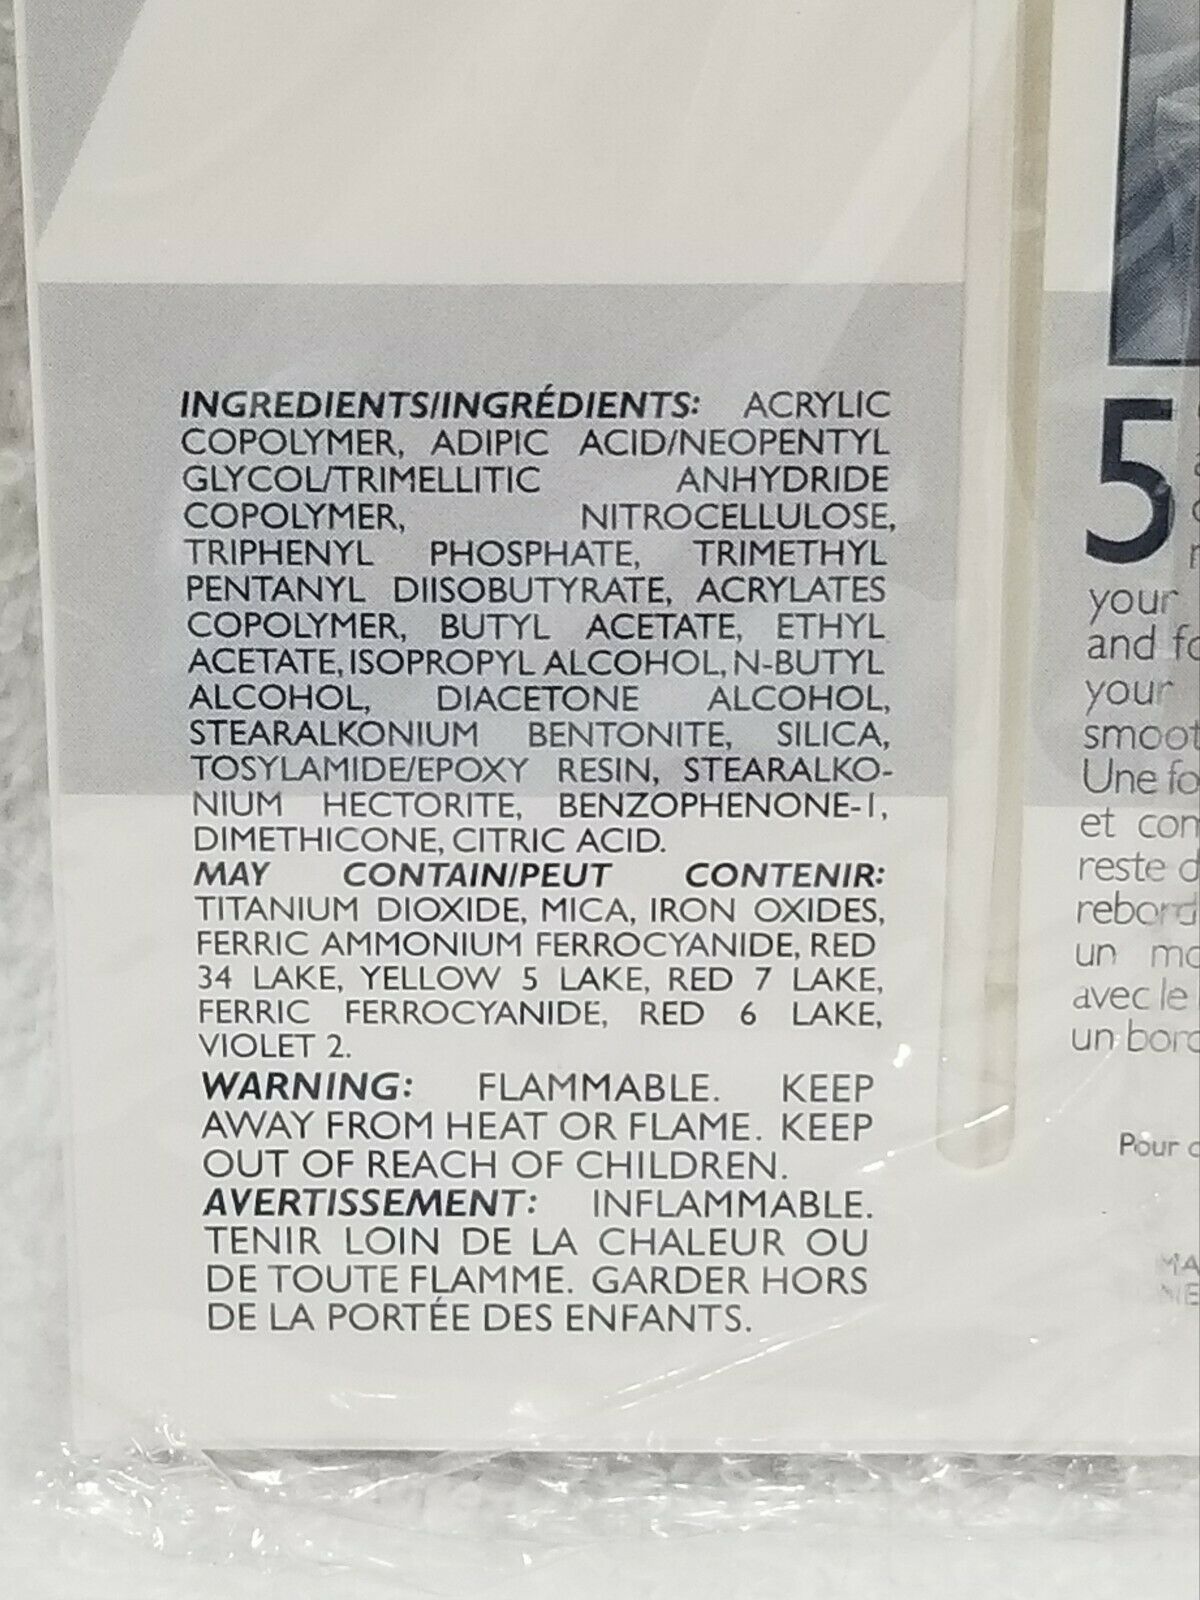 INGREDIENTS/INGRÉDIENTS: ACRYLIC
COPOLYMER, ADIPIC ACID/NEOPENTYL
GLYCOL/TRIMELLITIC ANHYDRIDE
COPOLYMER, NITROCELLULOSE,
TRIPHENYL PHOSPHATE, TRIMETHYL
PENTANYL DIISOBUTYRATE, ACRYLATES
COPOLYMER, BUTYL ACETATE, ETHYL
ACETATE, ISOPROPYL ALCOHOL, N-BUTYL
ALCOHOL, DIACETONE ALCOHOL,
STEARALKONIUM BENTONITE, SILICA,
TOSYLAMIDE/EPOXY RESIN, STEARALKO-
NIUM HECTORITE, BENZOPHENONE-1,
DIMETHICONE, CITRIC ACID.
MAY CONTAIN/PEUT CONTENIR:
TITANIUM DIOXIDE, MICA, IRON OXIDES,
FERRIC AMMONIUM FERROCYANIDE, RED
34 LAKE, YELLOW 5 LAKE, RED 7 LAKE,
FERRIC FERROCYANIDE, RED 6 LAKE,
VIOLET 2.
WARNING: FLAMMABLE. KEEP
AWAY FROM HEAT OR FLAME. KEEP
OUT OF REACH OF CHILDREN.
AVERTISSEMENT: INFLAMMABLE.
TENIR LOIN DE LA CHALEUR OU
DE TOUTE FLAMME. GARDER HORS
DE LA PORTÉE DES ENFANTS.
5
your
and
your
Une
et
reste
un
avec le
un
Pour